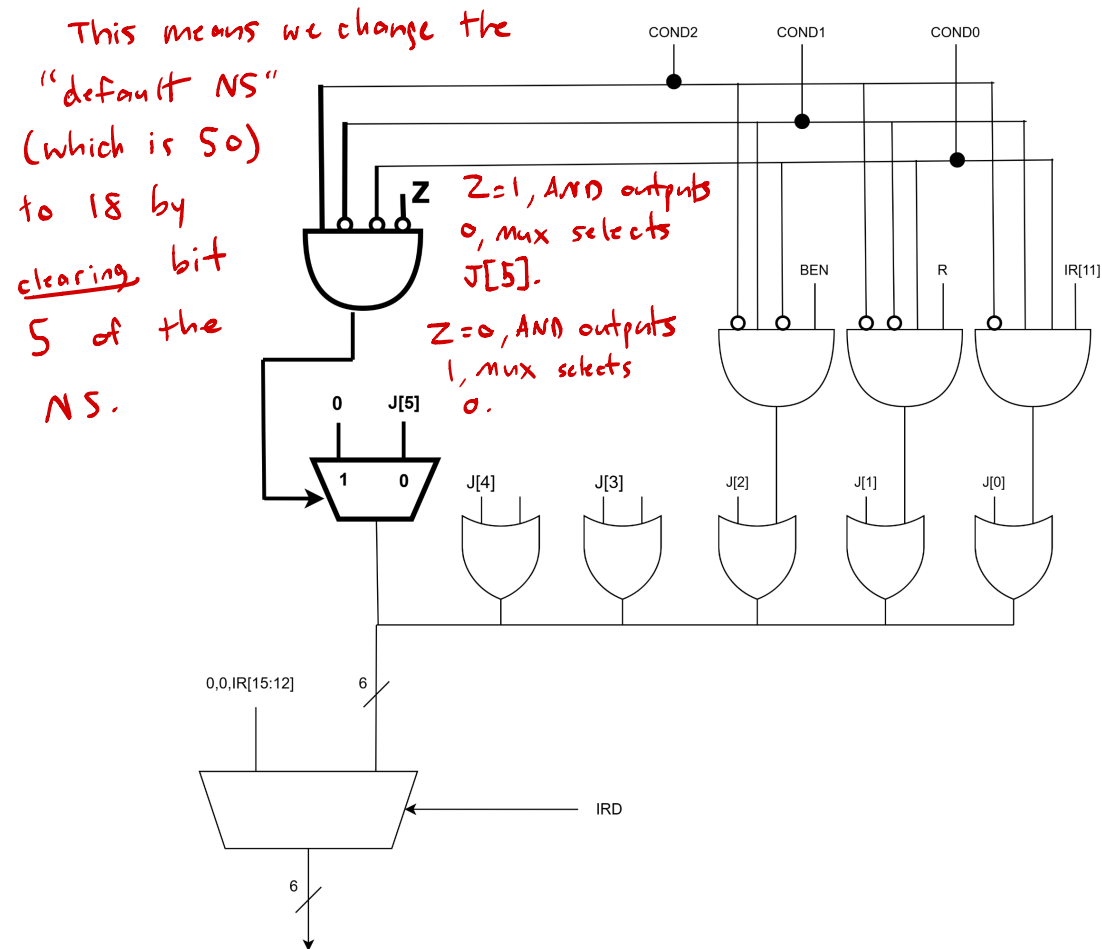 This means we change the
"default NS"
(which is 50)
to 18 by
clearing bit
5 of the
NS.
COND2
COND1
COND0
Z
Z=1, AND outputs
0, mux selects
J[5].
Z=0, AND outputs
1, mux selects
0.
BEN
R
IR[11]
0
J[5]
1
0
J[4]
J[3]
J[2]
J[1]
J[0]
0,0,IR[15:12]
6
IRD
6